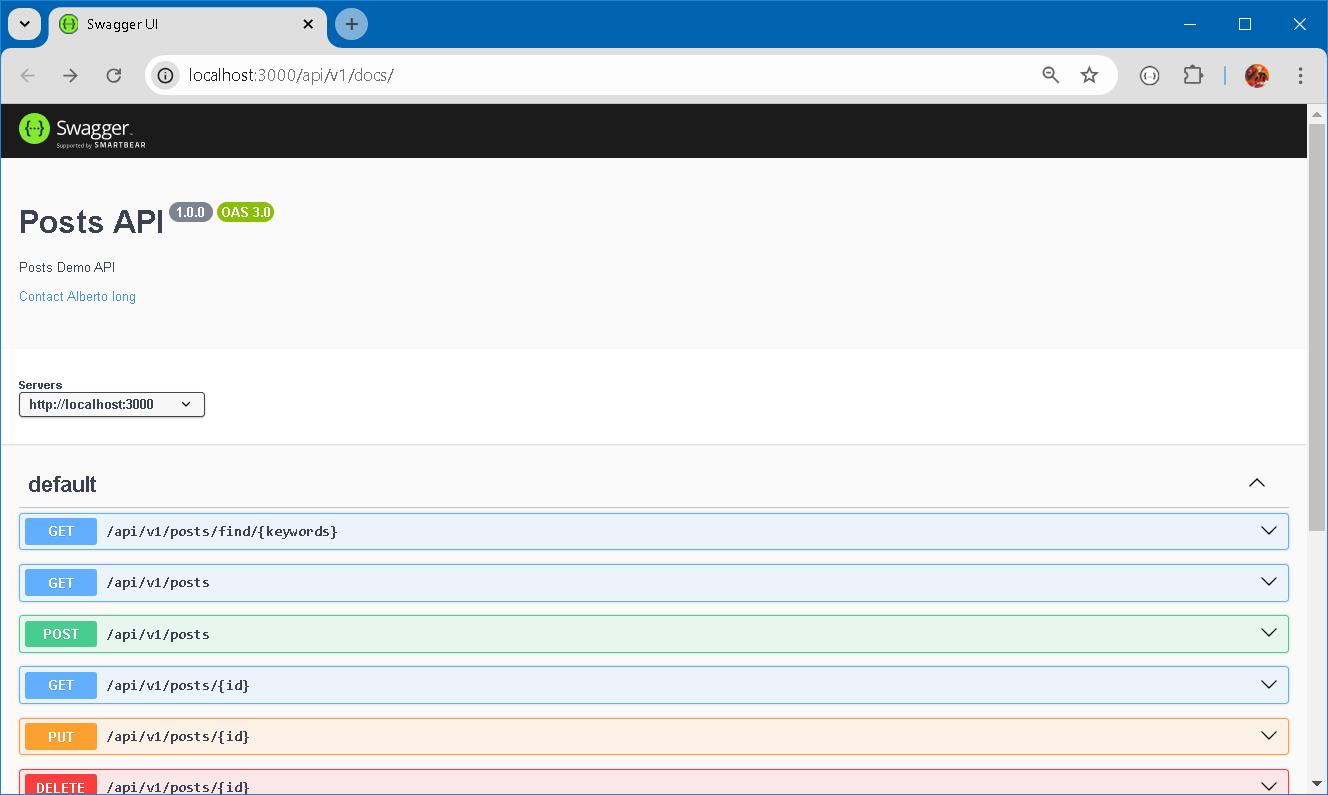 Swagger UI
localhost:3000/api/v1/docs/
Swagger
Supported by SMARTBEAR
Posts API 1.0.0 OAS 3.0
Posts Demo API
Contact Alberto Iong
Servers
http://localhost:3000
default
GET /api/v1/posts/find/{keywords}
GET /api/v1/posts
POST /api/v1/posts
GET /api/v1/posts/{id}
PUT /api/v1/posts/{id}
DELETE /api/v1/posts/{id}